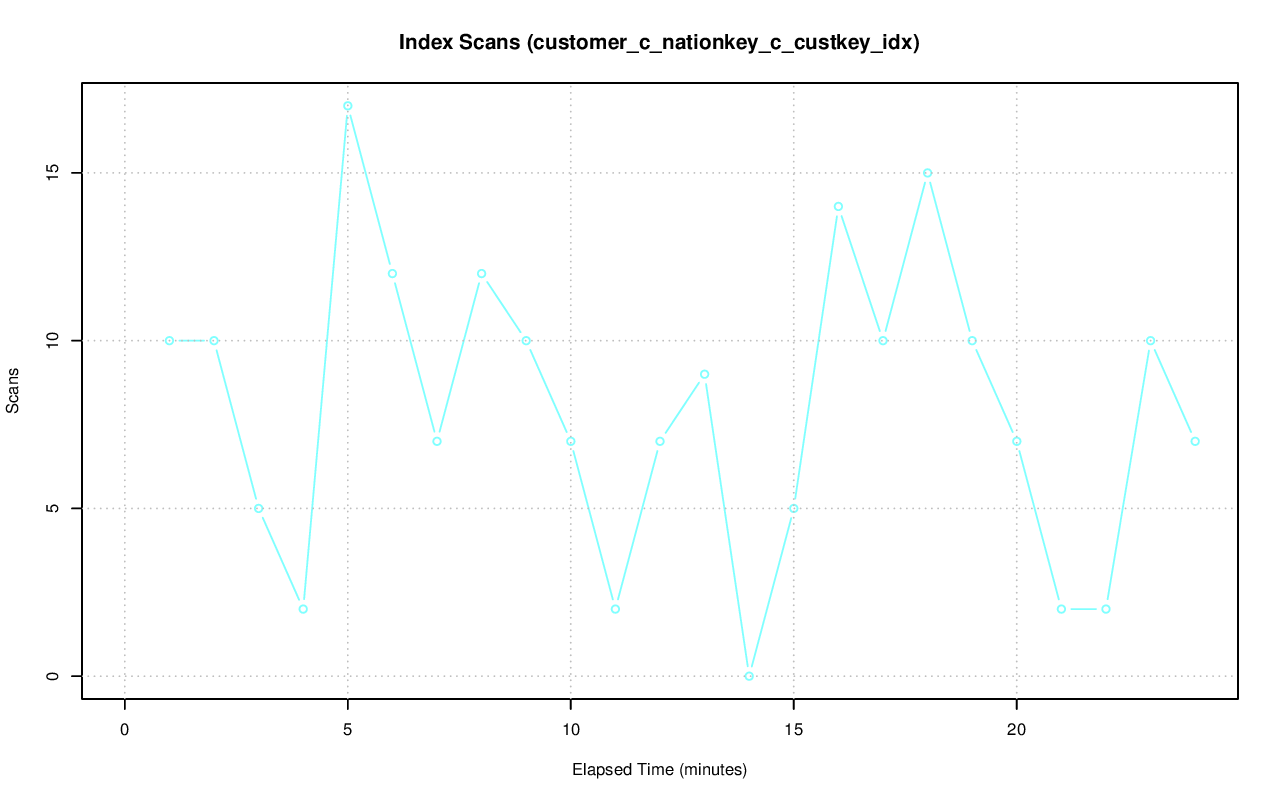 Index Scans (customer_c_nationkey_c_custkey_idx)
15
10
5
0
Scans
0 5 10 15 20
Elapsed Time (minutes)